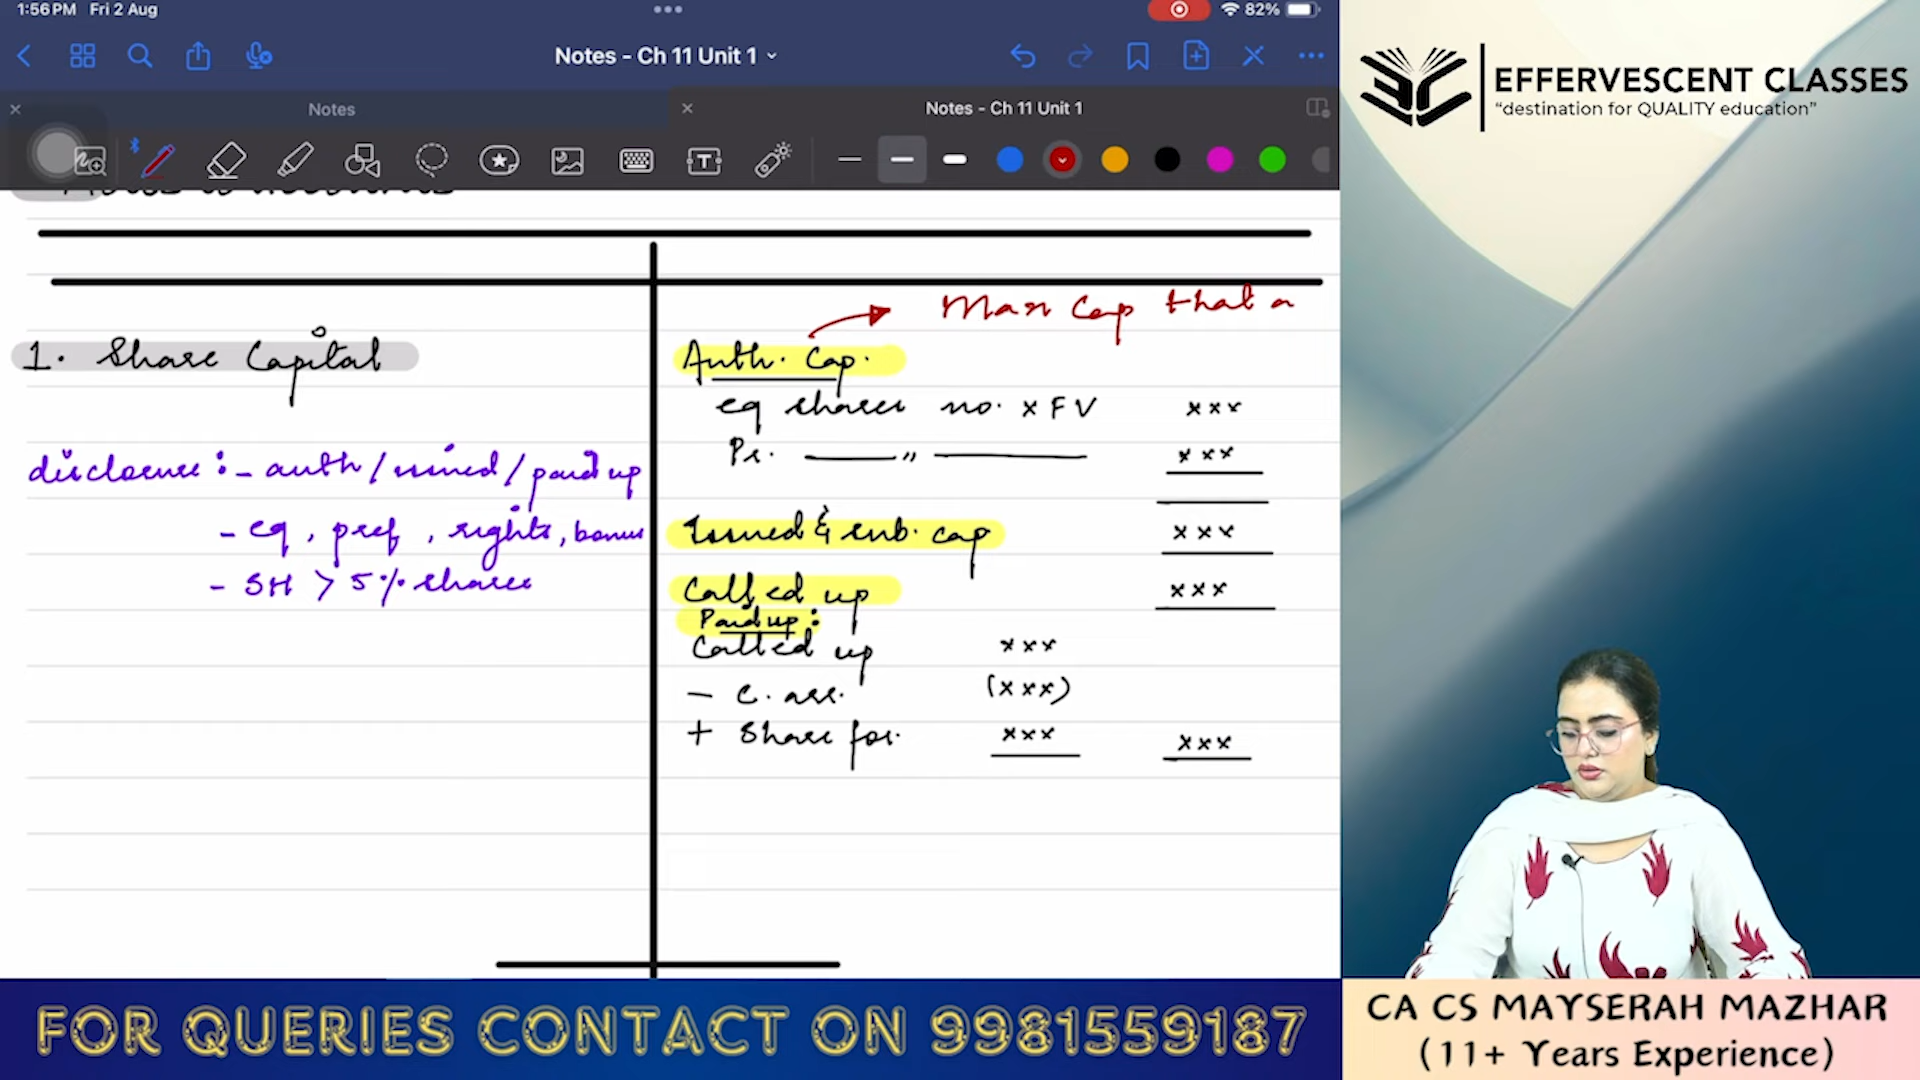 1:56 PM Fri 2 Aug
82%
Notes - Ch 11 Unit 1
Notes
Notes - Ch 11 Unit 1
Max Cap that a
1. Share Capital
Auth. Cap.
eq shares no. x FV xxx
Pr. " xxx
disclosure :- auth / issued / paid up
- eq, pref, rights, bonus
- SH > 5% shares
Issued & sub. cap xxx
Called up xxx
Paid up :
Called up xxx
- C. arr. (xxx)
+ Share for. xxx xxx
EFFERVESCENT CLASSES
"destination for QUALITY education"
FOR QUERIES CONTACT ON 9981559187
CA CS MAYSERAH MAZHAR
(11+ Years Experience)